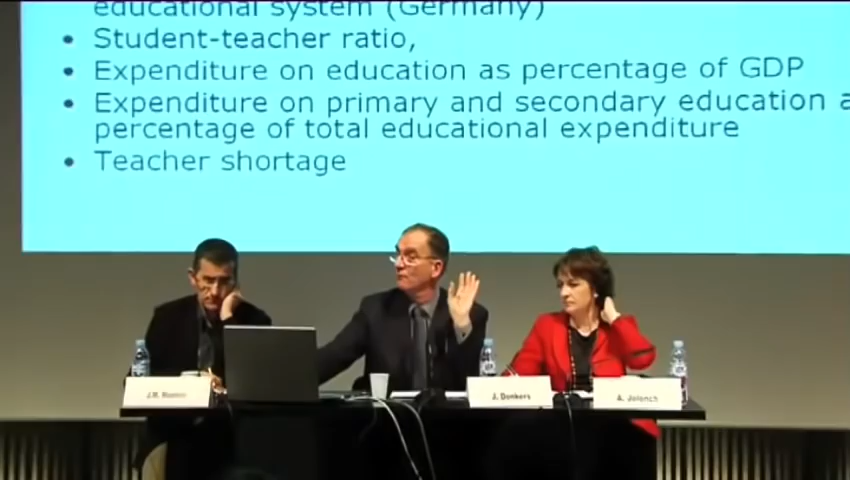 educational system (Germany)
• Student-teacher ratio,
• Expenditure on education as percentage of GDP
• Expenditure on primary and secondary education a
percentage of total educational expenditure
• Teacher shortage
J. Donkers
A. Jolonch